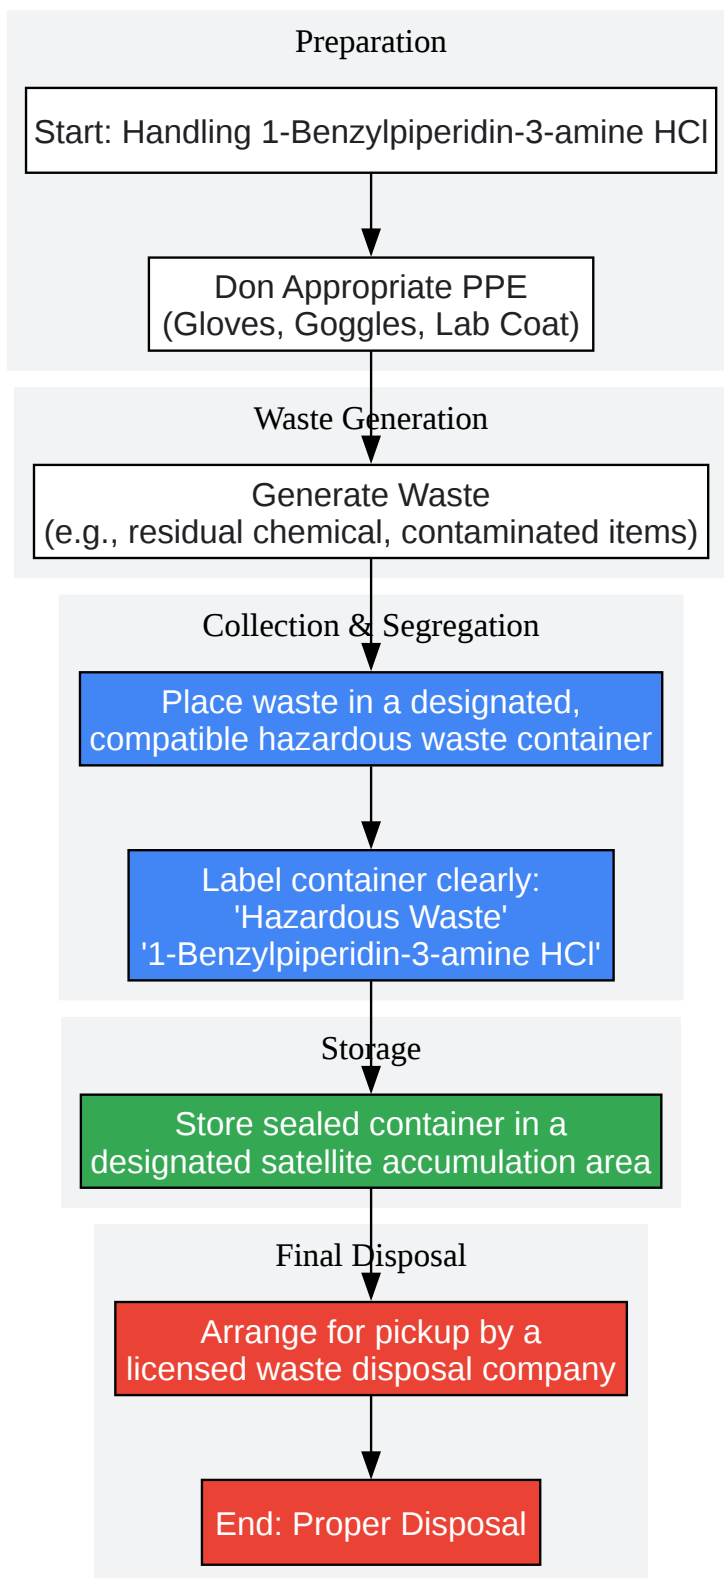 Preparation
Start: Handling 1-Benzylpiperidin-3-amine HCl
Don Appropriate PPE
(Gloves, Goggles, Lab Coat)
Waste Generation
Generate Waste
(e.g., residual chemical, contaminated items)
Collection & Segregation
Place waste in a designated,
compatible hazardous waste container
Label container clearly:
'Hazardous Waste'
'1-Benzylpiperidin-3-amine HCl'
Storage
Store sealed container in a
designated satellite accumulation area
Final Disposal
Arrange for pickup by a
licensed waste disposal company
End: Proper Disposal